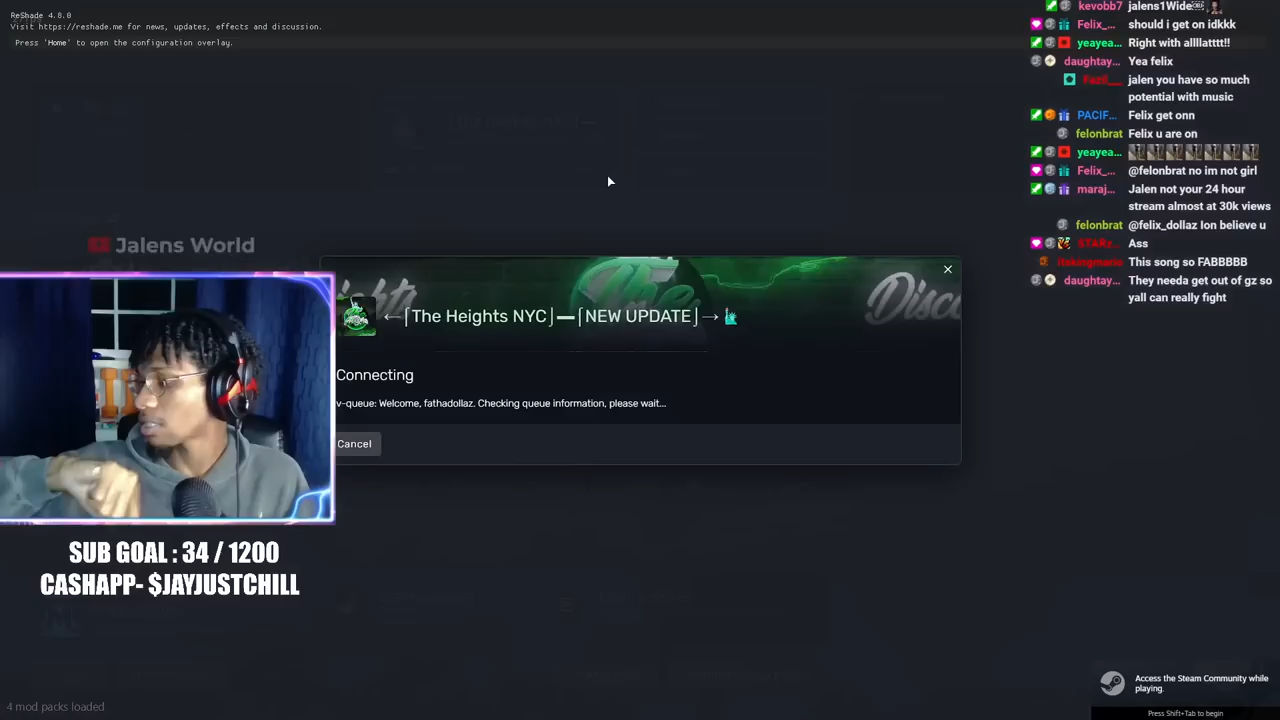 ReShade 4.8.0
Visit https://reshade.me for news, updates, effects and discussion.
Press 'Home' to open the configuration overlay.
Jalens World
The
Disco
←⌠The Heights NYC⌡▬⌠NEW UPDATE⌡→🗽
Connecting
v-queue: Welcome, fathadollaz. Checking queue information, please wait...
Cancel
SUB GOAL : 34 / 1200
CASHAPP- $JAYJUSTCHILL
4 mod packs loaded
kevobb7 jalens1Wide
Felix_... should i get on idkkk
yeayea... Right with allllatttt!!
daughtay... Yea felix
Fazil__ jalen you have so much
potential with music
PACIF... Felix get onn
felonbrat Felix u are on
yeayea...
Felix_... @felonbrat no im not girl
maraj... Jalen not your 24 hour
stream almost at 30k views
felonbrat @felix_dollaz Ion believe u
STARr... Ass
itskingmario This song so FABBBBB
daughtay... They needa get out of gz so
yall can really fight
Access the Steam Community while
playing.
Press Shift+Tab to begin